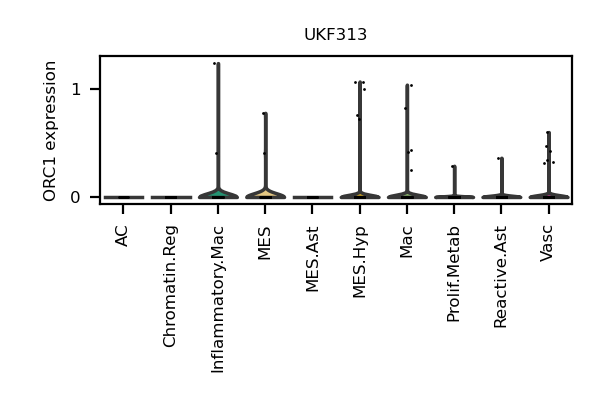 UKF313
ORC1 expression
1
0
AC
Chromatin.Reg
Inflammatory.Mac
MES
MES.Ast
MES.Hyp
Mac
Prolif.Metab
Reactive.Ast
Vasc